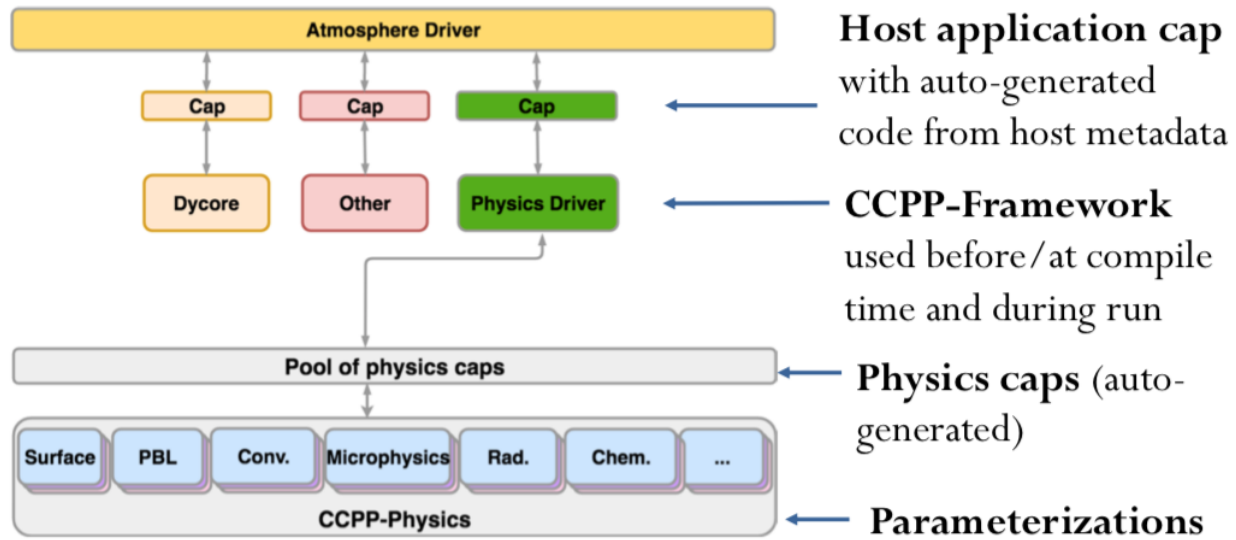 Atmosphere Driver
Cap
Cap
Cap
Host application cap
with auto-generated
code from host metadata
Dycore
Other
Physics Driver
CCPP-Framework
used before/at compile
time and during run
Pool of physics caps
Physics caps (auto-
generated)
Surface
PBL
Conv.
Microphysics
Rad.
Chem.
...
CCPP-Physics
Parameterizations